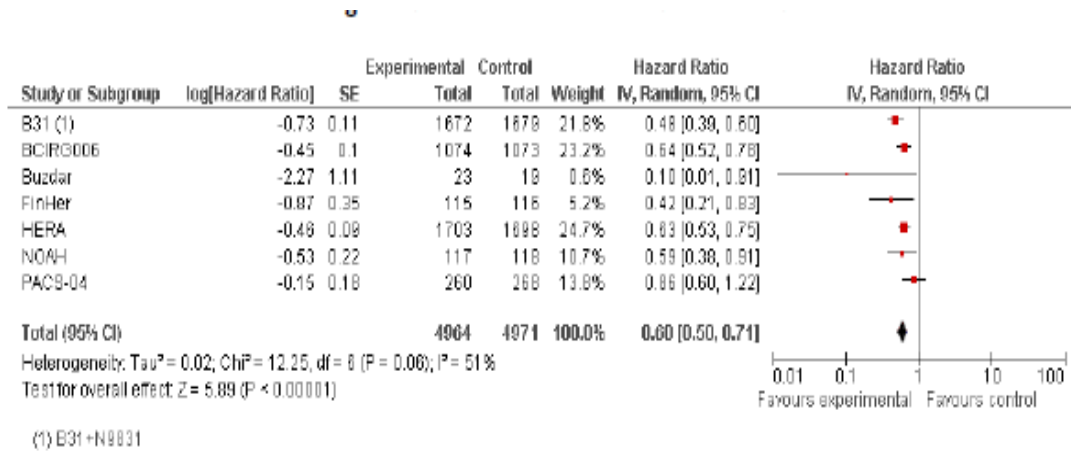 Experimental Control Hazard Ratio Hazard Ratio
Study or Subgroup log[Hazard Ratio] SE Total Total Weight IV, Random, 95% CI IV, Random, 95% CI
B31 (1) -0.73 0.11 1672 1679 21.8% 0.48 [0.39, 0.60]
BCIRG006 -0.45 0.1 1074 1073 23.2% 0.64 [0.52, 0.78]
Buzdar -2.27 1.11 23 19 0.6% 0.10 [0.01, 0.91]
FinHer -0.87 0.35 115 116 5.2% 0.42 [0.21, 0.83]
HERA -0.46 0.09 1703 1698 24.7% 0.63 [0.53, 0.75]
NOAH -0.53 0.22 117 118 10.7% 0.59 [0.38, 0.91]
PACS-04 -0.15 0.18 260 268 13.8% 0.86 [0.60, 1.22]
Total (95% CI) 4964 4971 100.0% 0.60 [0.50, 0.71]
Heterogeneity: Tau² = 0.02; Chi² = 12.25, df = 6 (P = 0.06); I² = 51%
Test for overall effect: Z = 5.89 (P < 0.00001)
0.01 0.1 1 10 100
Favours experimental Favours control
(1) B31+N9831